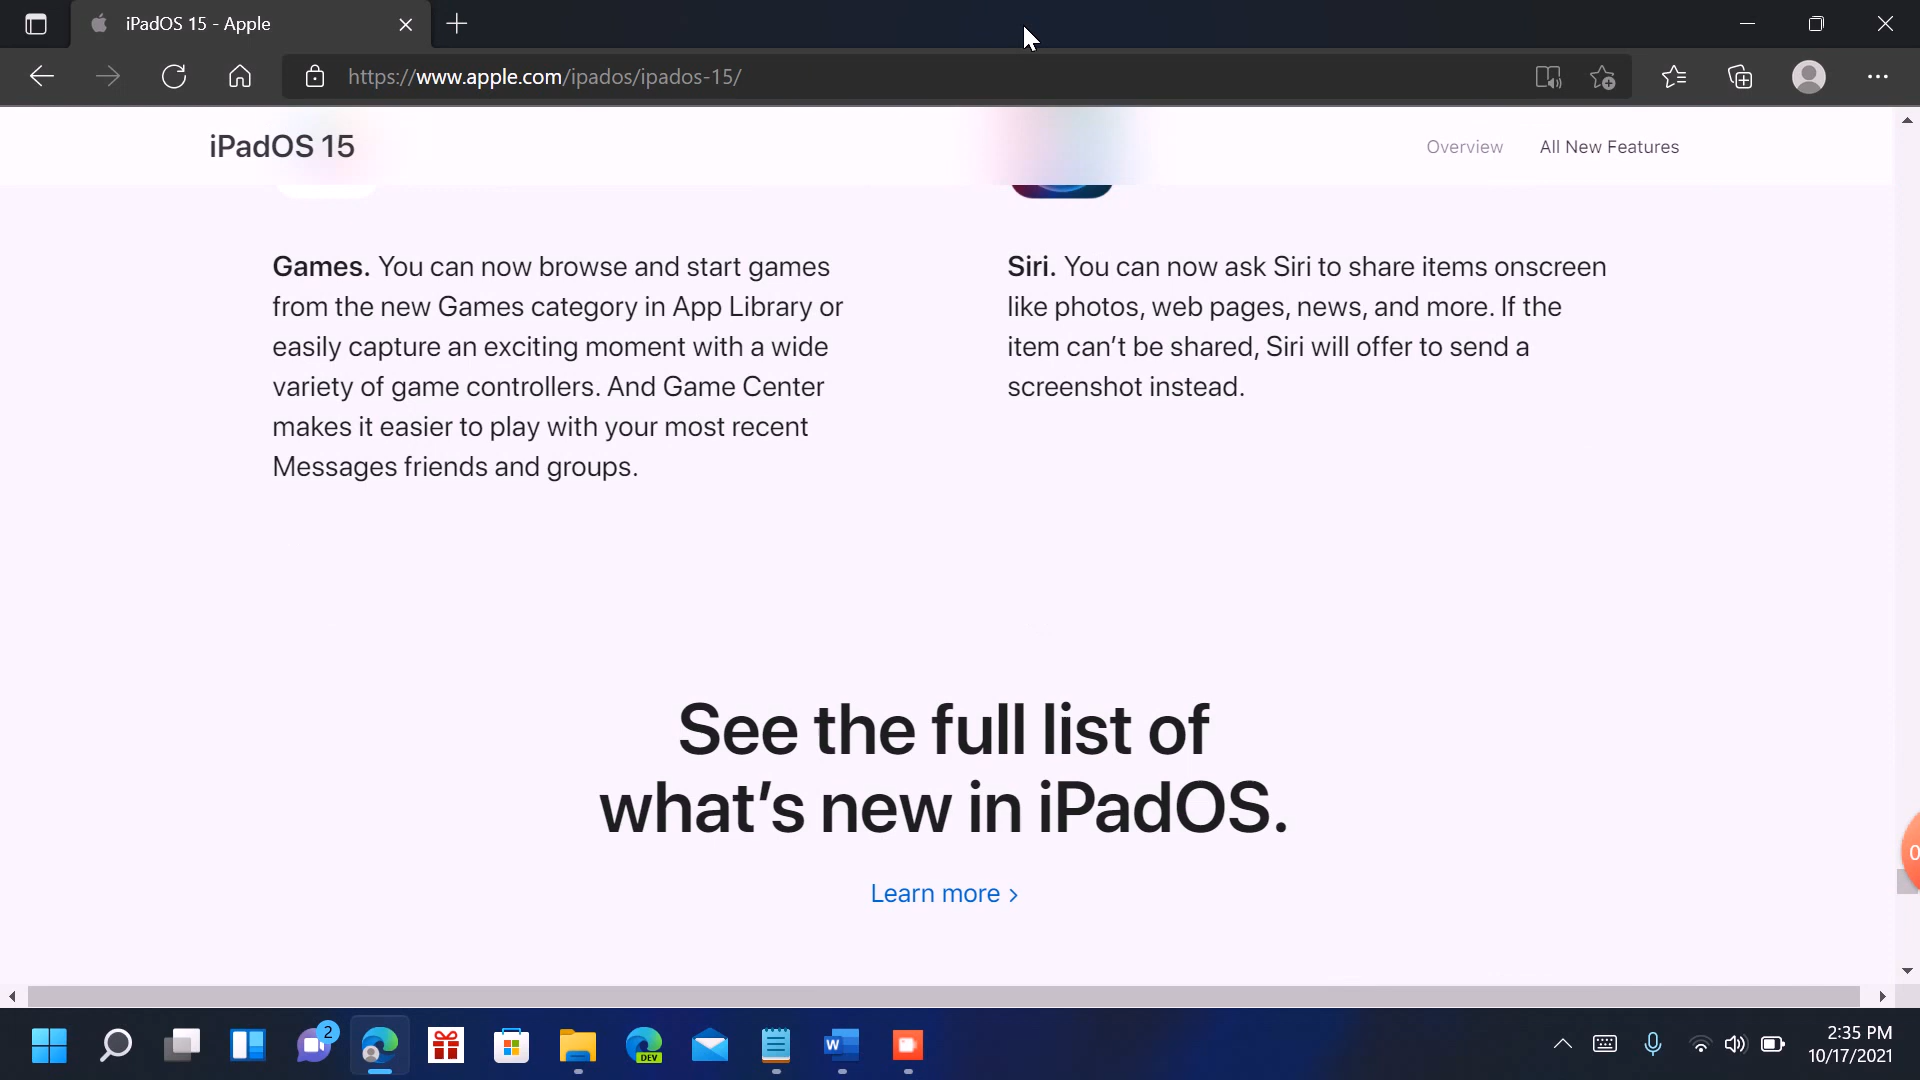 iPadOS 15 - Apple
https://www.apple.com/ipados/ipados-15/
iPadOS 15
Overview
All New Features
Games. You can now browse and start games
from the new Games category in App Library or
easily capture an exciting moment with a wide
variety of game controllers. And Game Center
makes it easier to play with your most recent
Messages friends and groups.
Siri. You can now ask Siri to share items onscreen
like photos, web pages, news, and more. If the
item can’t be shared, Siri will offer to send a
screenshot instead.
See the full list of
what’s new in iPadOS.
Learn more ›
0
2
DEV
W
2:35 PM
10/17/2021